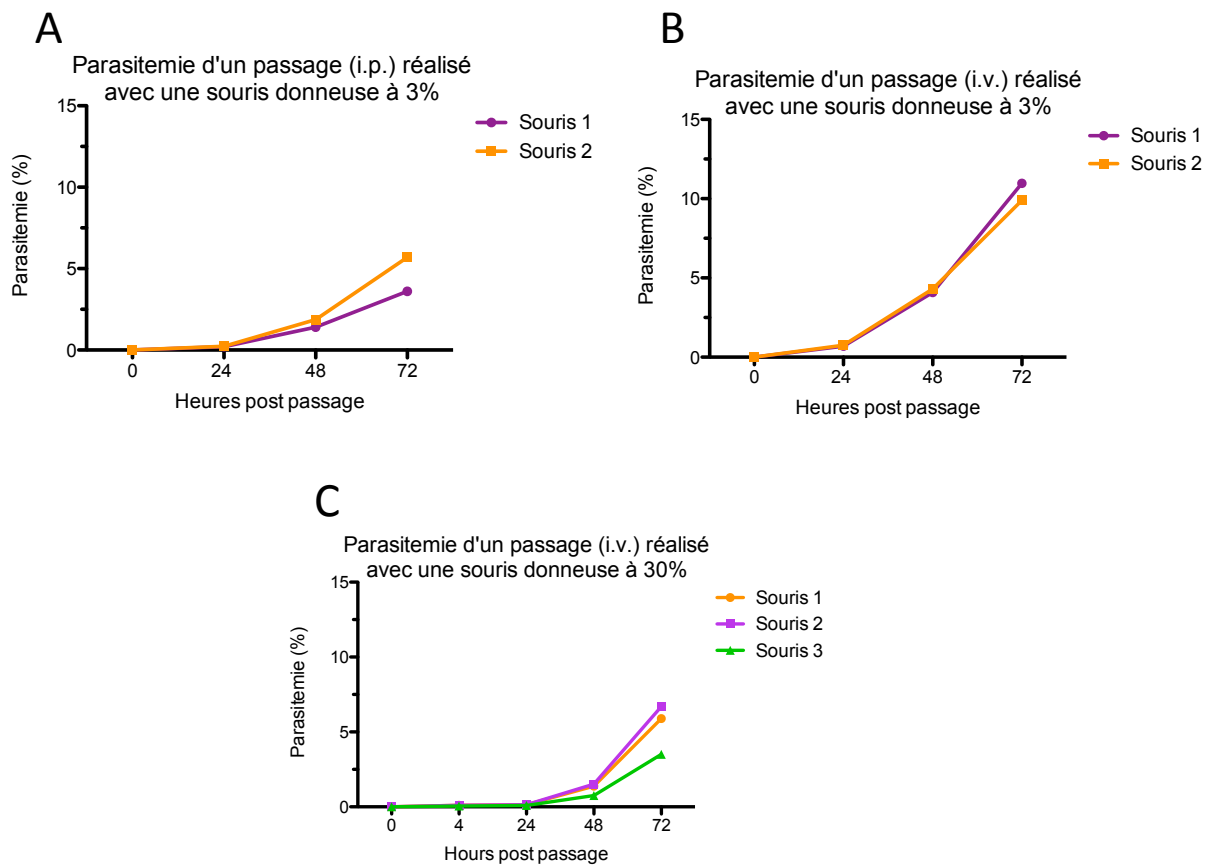 A
Parasitemie d'un passage (i.p.) réalisé
avec une souris donneuse à 3%
15
10
5
0
Parasitemie (%)
0 24 48 72
Heures post passage
Souris 1
Souris 2
B
Parasitemie d'un passage (i.v.) réalisé
avec une souris donneuse à 3%
15
10
5
0
Parasitemie (%)
0 24 48 72
Heures post passage
Souris 1
Souris 2
C
Parasitemie d'un passage (i.v.) réalisé
avec une souris donneuse à 30%
15
10
5
0
Parasitemie (%)
0 4 24 48 72
Hours post passage
Souris 1
Souris 2
Souris 3